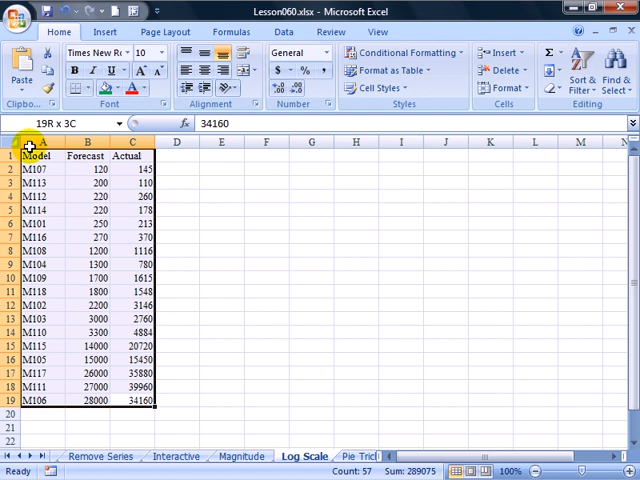 Lesson060.xlsx - Microsoft Excel
Home Insert Page Layout Formulas Data Review View
Paste Times New Ro 10 General Conditional Formatting Insert Σ
B I U A A $ % , Format as Table Delete Sort & Filter Find & Select
Cell Styles Format
Clipbo... Font Alignment Number Styles Cells Editing
19R x 3C fx 34160
A B C D E F G H I J K L M N
1 Model Forecast Actual
2 M107 120 145
3 M113 200 110
4 M112 220 260
5 M114 220 178
6 M101 250 213
7 M116 270 370
8 M108 1200 1116
9 M104 1300 780
10 M109 1700 1615
11 M118 1800 1548
12 M102 2200 3146
13 M103 3000 2760
14 M110 3300 4884
15 M115 14000 20720
16 M105 15000 15450
17 M117 26000 35880
18 M111 27000 39960
19 M106 28000 34160
20
21
22
Remove Series Interactive Magnitude Log Scale Pie Tric
Ready Count: 57 Sum: 289075 100%